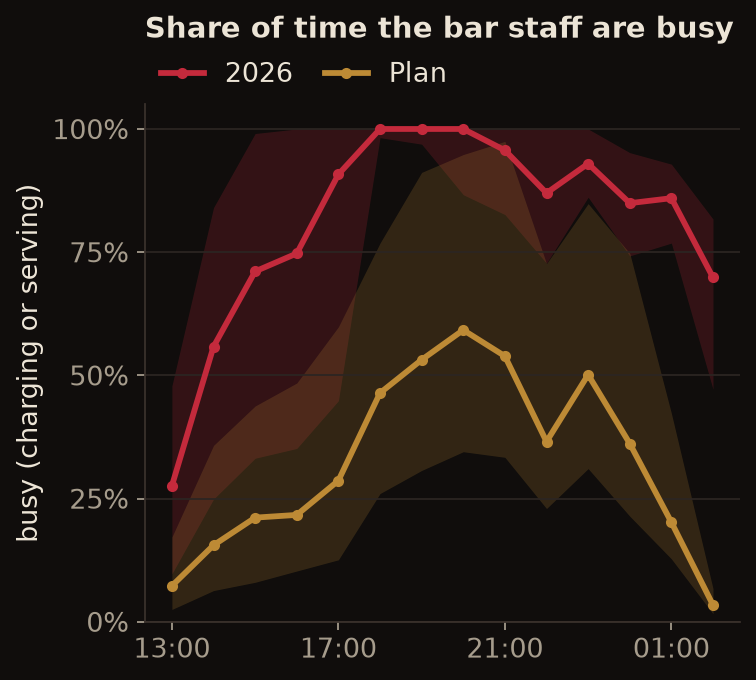 Share of time the bar staff are busy
2026 Plan
100%
75%
50%
25%
0%
busy (charging or serving)
13:00 17:00 21:00 01:00